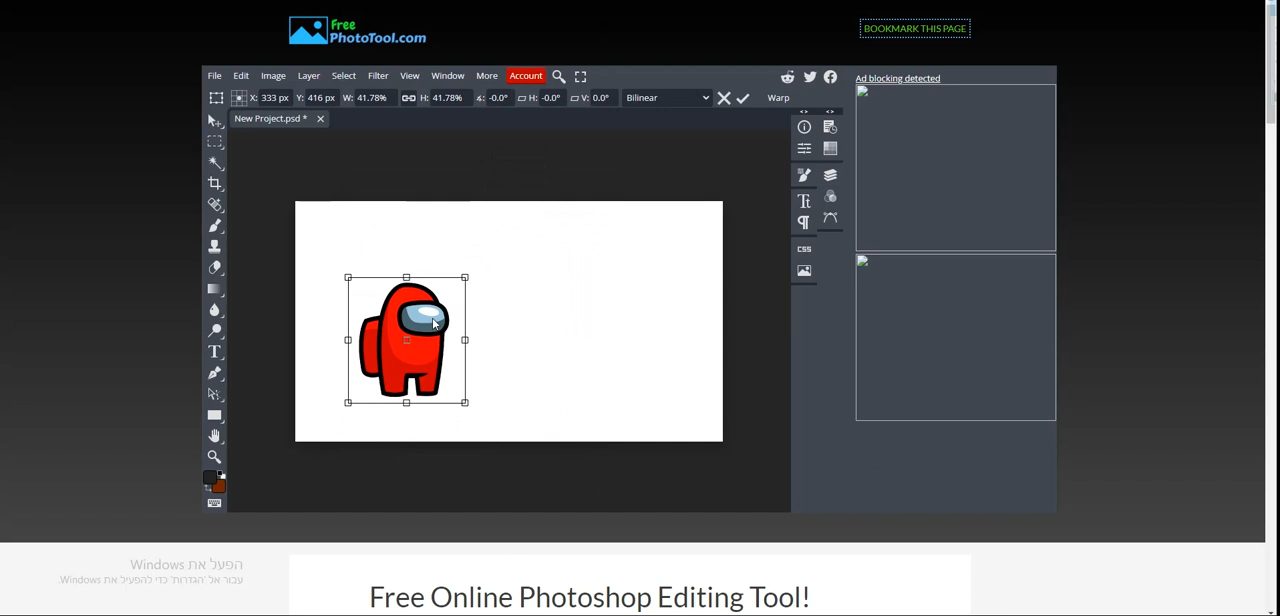 Free
PhotoTool.com
BOOKMARK THIS PAGE
File Edit Image Layer Select Filter View Window More Account
X: 333 px Y: 416 px W: 41.78% H: 41.78% ∡: -0.0° H: -0.0° V: 0.0° Bilinear Warp
Ad blocking detected
New Project.psd *
CSS
הפעל את Windows
עבור אל 'הגדרות' כדי להפעיל את Windows.
Free Online Photoshop Editing Tool!